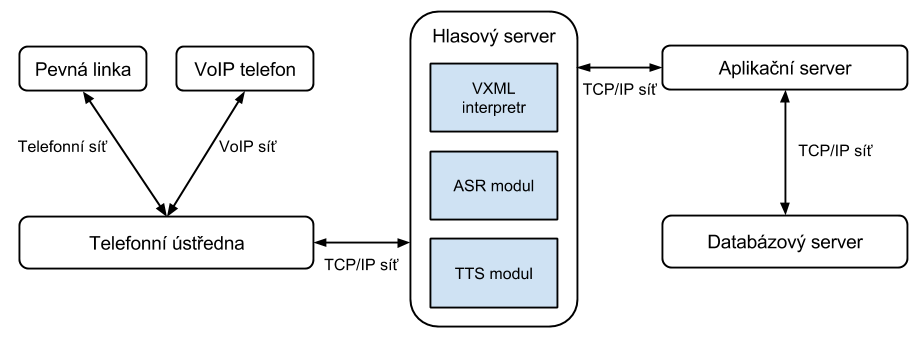 Hlasový server
Pevná linka
VoIP telefon
VXML
interpretr
Aplikační server
TCP/IP síť
Telefonní síť
VoIP síť
TCP/IP síť
ASR modul
Telefonní ústředna
TCP/IP síť
TTS modul
Databázový server